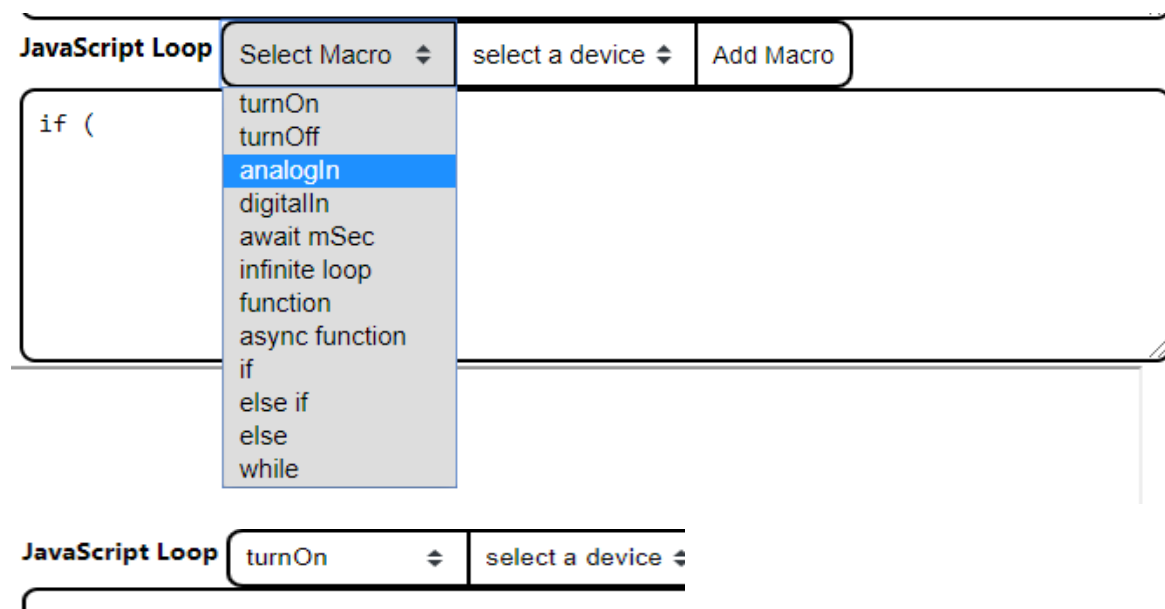 JavaScript Loop Select Macro select a device Add Macro
if (
turnOn
turnOff
analogIn
digitalIn
await mSec
infinite loop
function
async function
if
else if
else
while
JavaScript Loop turnOn select a device